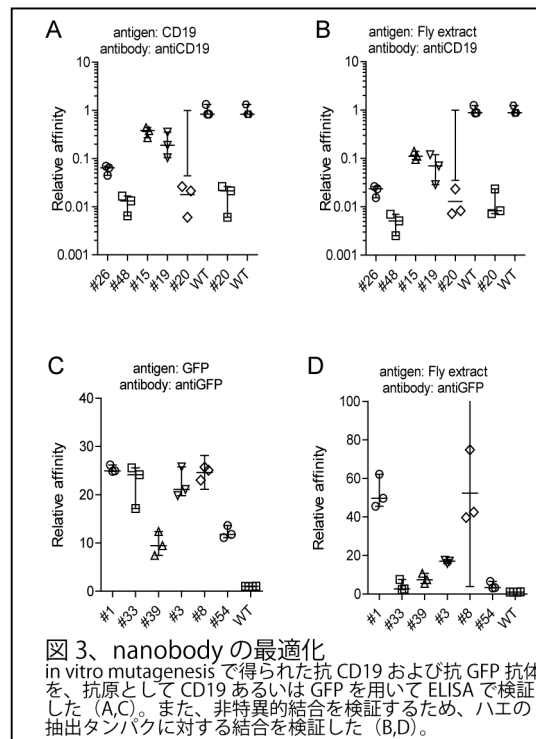 A
antigen: CD19
antibody: antiCD19
Relative affinity
10
1
0.1
0.01
0.001
#26
#48
#15
#19
#20
WT
#20
WT
B
antigen: Fly extract
antibody: antiCD19
Relative affinity
10
1
0.1
0.01
0.001
#26
#48
#15
#19
#20
WT
#20
WT
C
antigen: GFP
antibody: antiGFP
Relative affinity
40
30
20
10
0
#1
#33
#39
#3
#8
#54
WT
D
antigen: Fly extract
antibody: antiGFP
Relative affinity
100
80
60
40
20
0
#1
#33
#39
#3
#8
#54
WT
図 3、nanobody の最適化
in vitro mutagenesis で得られた抗 CD19 および抗 GFP 抗体
を、抗原として CD19 あるいは GFP を用いて ELISA で検証
した（A,C）。また、非特異的結合を検証するため、ハエの
抽出タンパクに対する結合を検証した（B,D）。